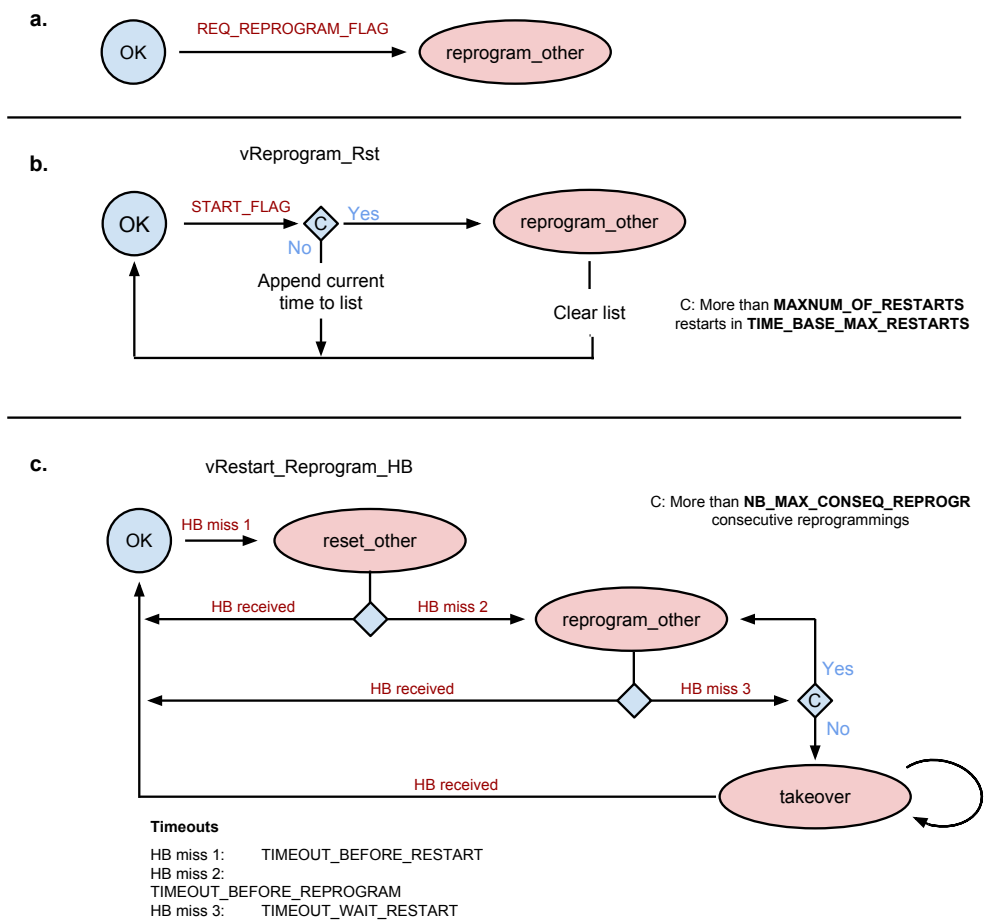 a.
REQ_REPROGRAM_FLAG
OK
reprogram_other
b.
vReprogram_Rst
START_FLAG
OK
C
Yes
reprogram_other
No
Append current
time to list
Clear list
C: More than MAXNUM_OF_RESTARTS
restarts in TIME_BASE_MAX_RESTARTS
c.
vRestart_Reprogram_HB
C: More than NB_MAX_CONSEQ_REPROGR
consecutive reprogrammings
HB miss 1
OK
reset_other
HB received
HB miss 2
reprogram_other
Yes
HB received
HB miss 3
C
No
HB received
takeover
Timeouts
HB miss 1: TIMEOUT_BEFORE_RESTART
HB miss 2:
TIMEOUT_BEFORE_REPROGRAM
HB miss 3: TIMEOUT_WAIT_RESTART